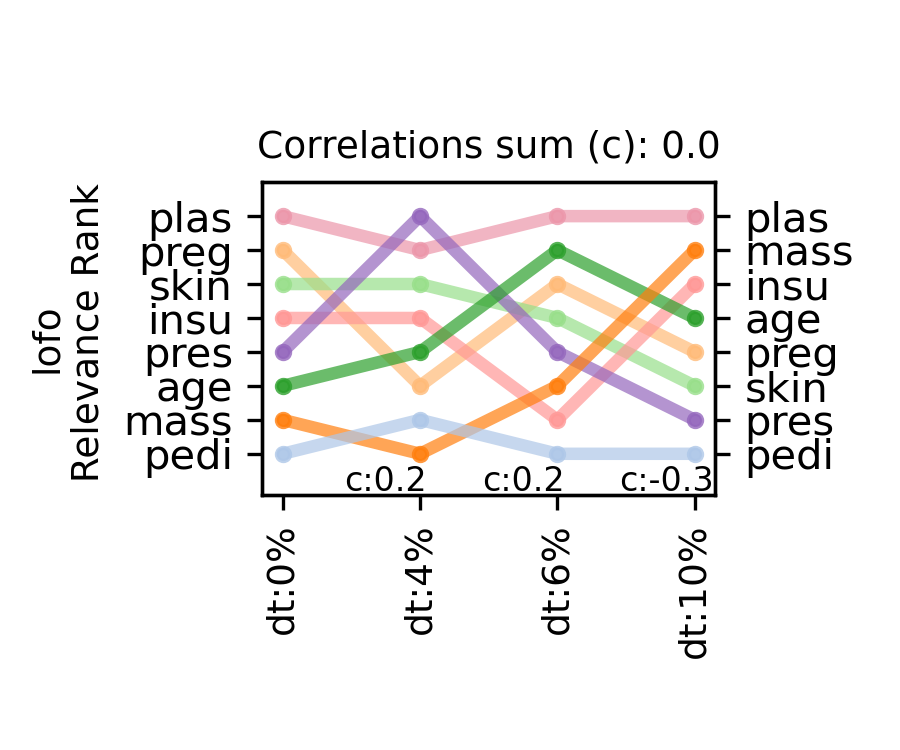 Correlations sum (c): 0.0
lofo
Relevance Rank
plas
preg
skin
insu
pres
age
mass
pedi
plas
mass
insu
age
preg
skin
pres
pedi
c:0.2
c:0.2
c:-0.3
dt:0%
dt:4%
dt:6%
dt:10%